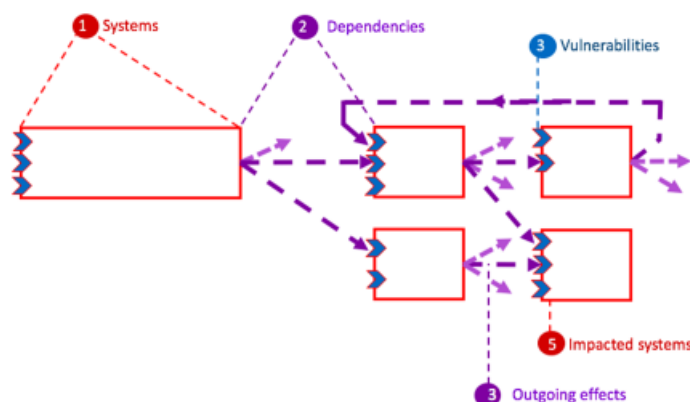 1 Systems
2 Dependencies
3 Vulnerabilities
5 Impacted systems
3 Outgoing effects